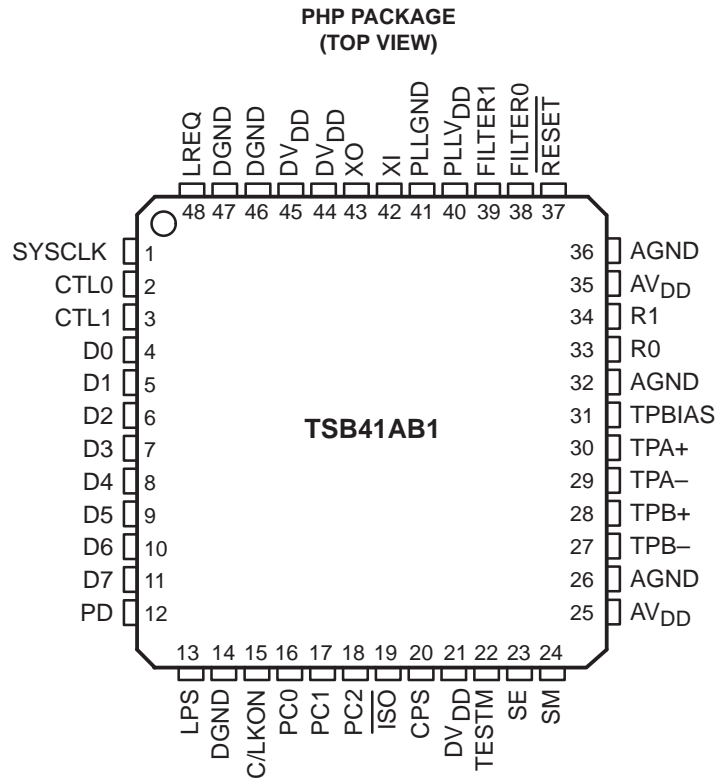 PHP PACKAGE
(TOP VIEW)
LREQ
DGND
DGND
DVDD
DVDD
XO
XI
PLLGND
PLLVDD
FILTER1
FILTER0
RESET
48 47 46 45 44 43 42 41 40 39 38 37
SYSCLK 1
CTL0 2
CTL1 3
D0 4
D1 5
D2 6
D3 7
D4 8
D5 9
D6 10
D7 11
PD 12
TSB41AB1
36 AGND
35 AVDD
34 R1
33 R0
32 AGND
31 TPBIAS
30 TPA+
29 TPA–
28 TPB+
27 TPB–
26 AGND
25 AVDD
13 14 15 16 17 18 19 20 21 22 23 24
LPS
DGND
C/LKON
PC0
PC1
PC2
ISO
CPS
DVDD
TESTM
SE
SM